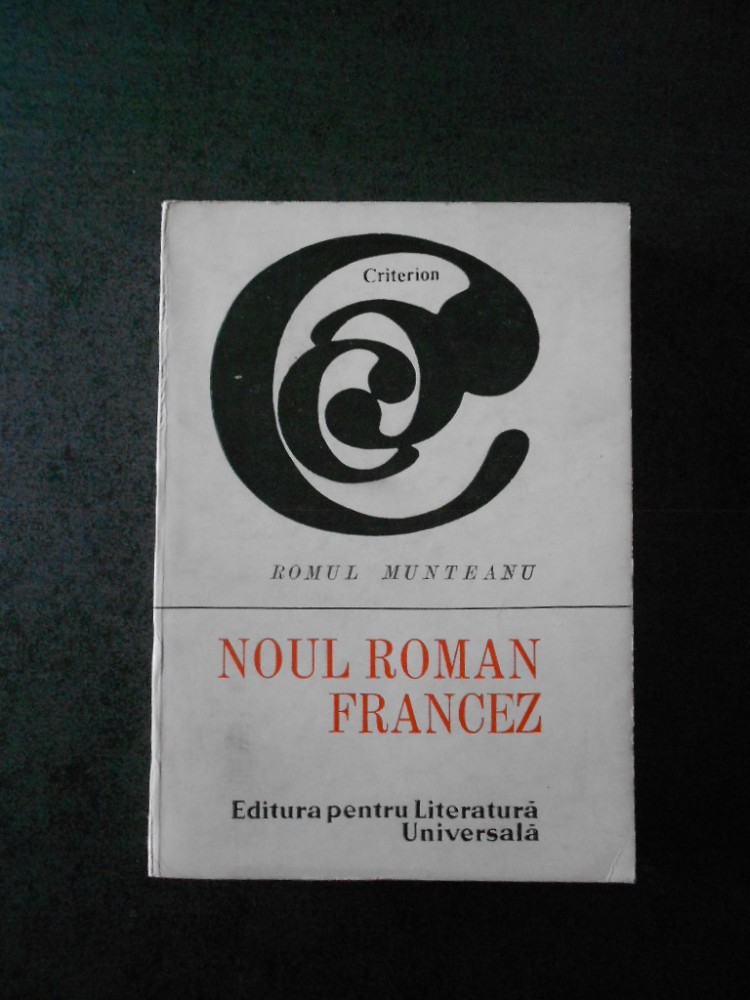 Criterion
ROMUL MUNTEANU
NOUL ROMAN
FRANCEZ
Editura pentru Literatură
Universală